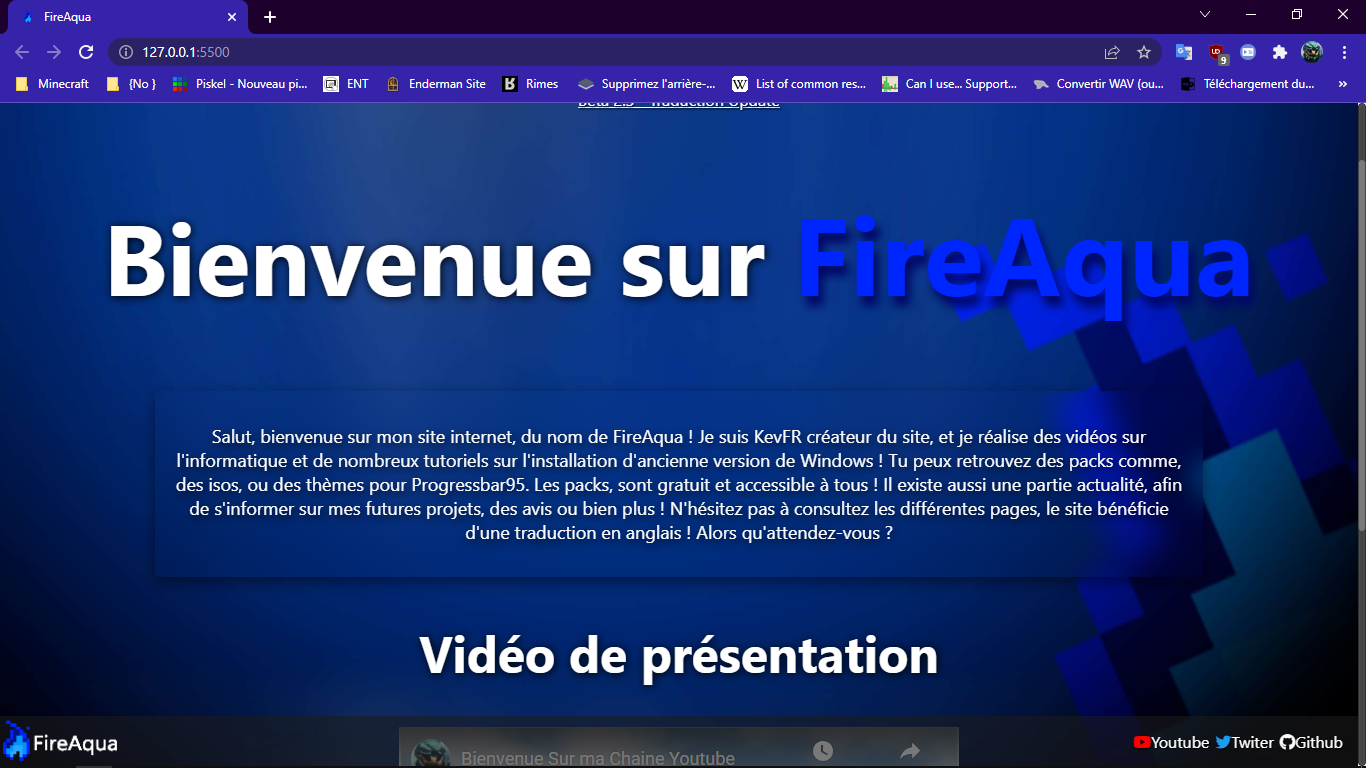 FireAqua
127.0.0.1:5500
9
Minecraft
{No }
Piskel - Nouveau pi...
ENT
Enderman Site
Rimes
Supprimez l'arrière-...
List of common res...
Can I use... Support...
Convertir WAV (ou...
Téléchargement du...
Beta 2.5 - Traduction Update
Bienvenue sur FireAqua
Salut, bienvenue sur mon site internet, du nom de FireAqua ! Je suis KevFR créateur du site, et je réalise des vidéos sur
l'informatique et de nombreux tutoriels sur l'installation d'ancienne version de Windows ! Tu peux retrouvez des packs comme,
des isos, ou des thèmes pour Progressbar95. Les packs, sont gratuit et accessible à tous ! Il existe aussi une partie actualité, afin
de s'informer sur mes futures projets, des avis ou bien plus ! N'hésitez pas à consultez les différentes pages, le site bénéficie
d'une traduction en anglais ! Alors qu'attendez-vous ?
Vidéo de présentation
Bienvenue Sur ma Chaine Youtube
FireAqua
Youtube Twiter Github